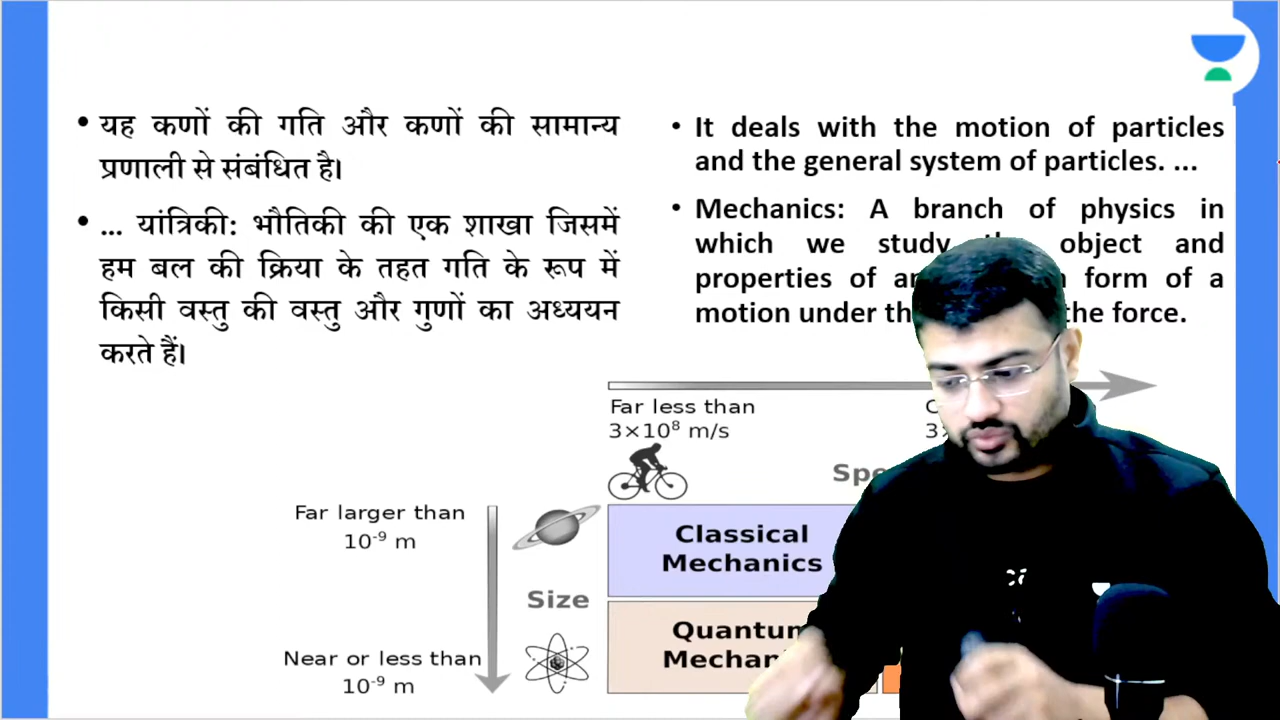 • यह कणों की गति और कणों की सामान्य
प्रणाली से संबंधित है।
• ... यांत्रिकी: भौतिकी की एक शाखा जिसमें
हम बल की क्रिया के तहत गति के रूप में
किसी वस्तु की वस्तु और गुणों का अध्ययन
करते हैं।
• It deals with the motion of particles
and the general system of particles. ...
• Mechanics: A branch of physics in
which we study object and
properties of form of a
motion under the force.
Far less than
3×10⁸ m/s
Far larger than
10⁻⁹ m
Size
Near or less than
10⁻⁹ m
Classical
Mechanics
Quantum